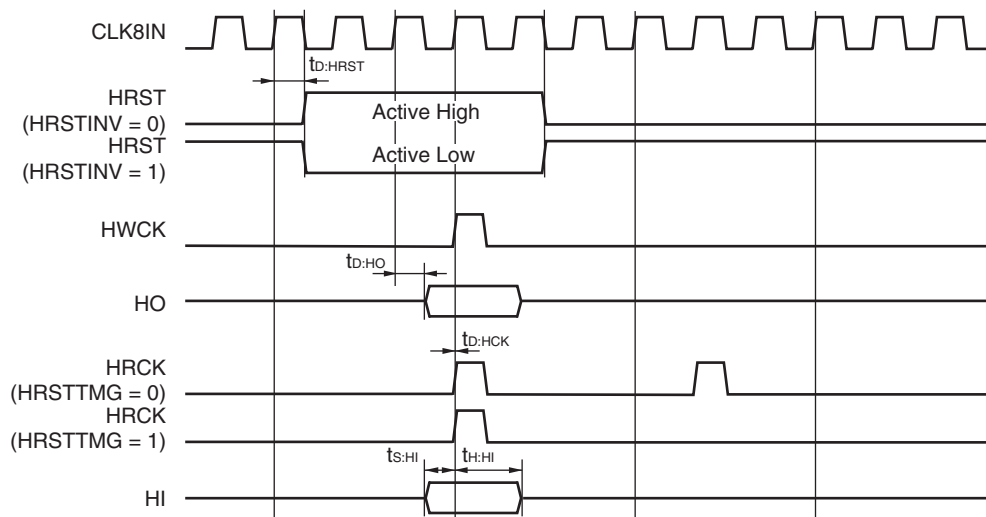 CLK8IN
tD:HRST
HRST
(HRSTINV = 0)
Active High
HRST
(HRSTINV = 1)
Active Low
HWCK
tD:HO
HO
tD:HCK
HRCK
(HRSTTMG = 0)
HRCK
(HRSTTMG = 1)
tS:HI
tH:HI
HI